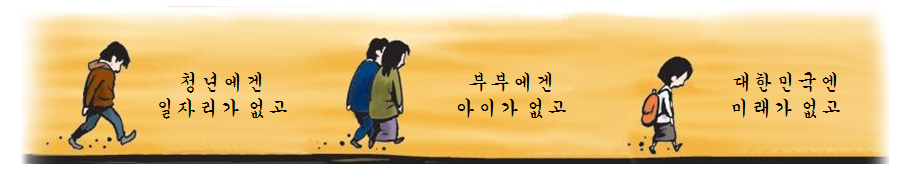 청년에겐
일자리가 없고
부부에겐
아이가 없고
대한민국엔
미래가 없고